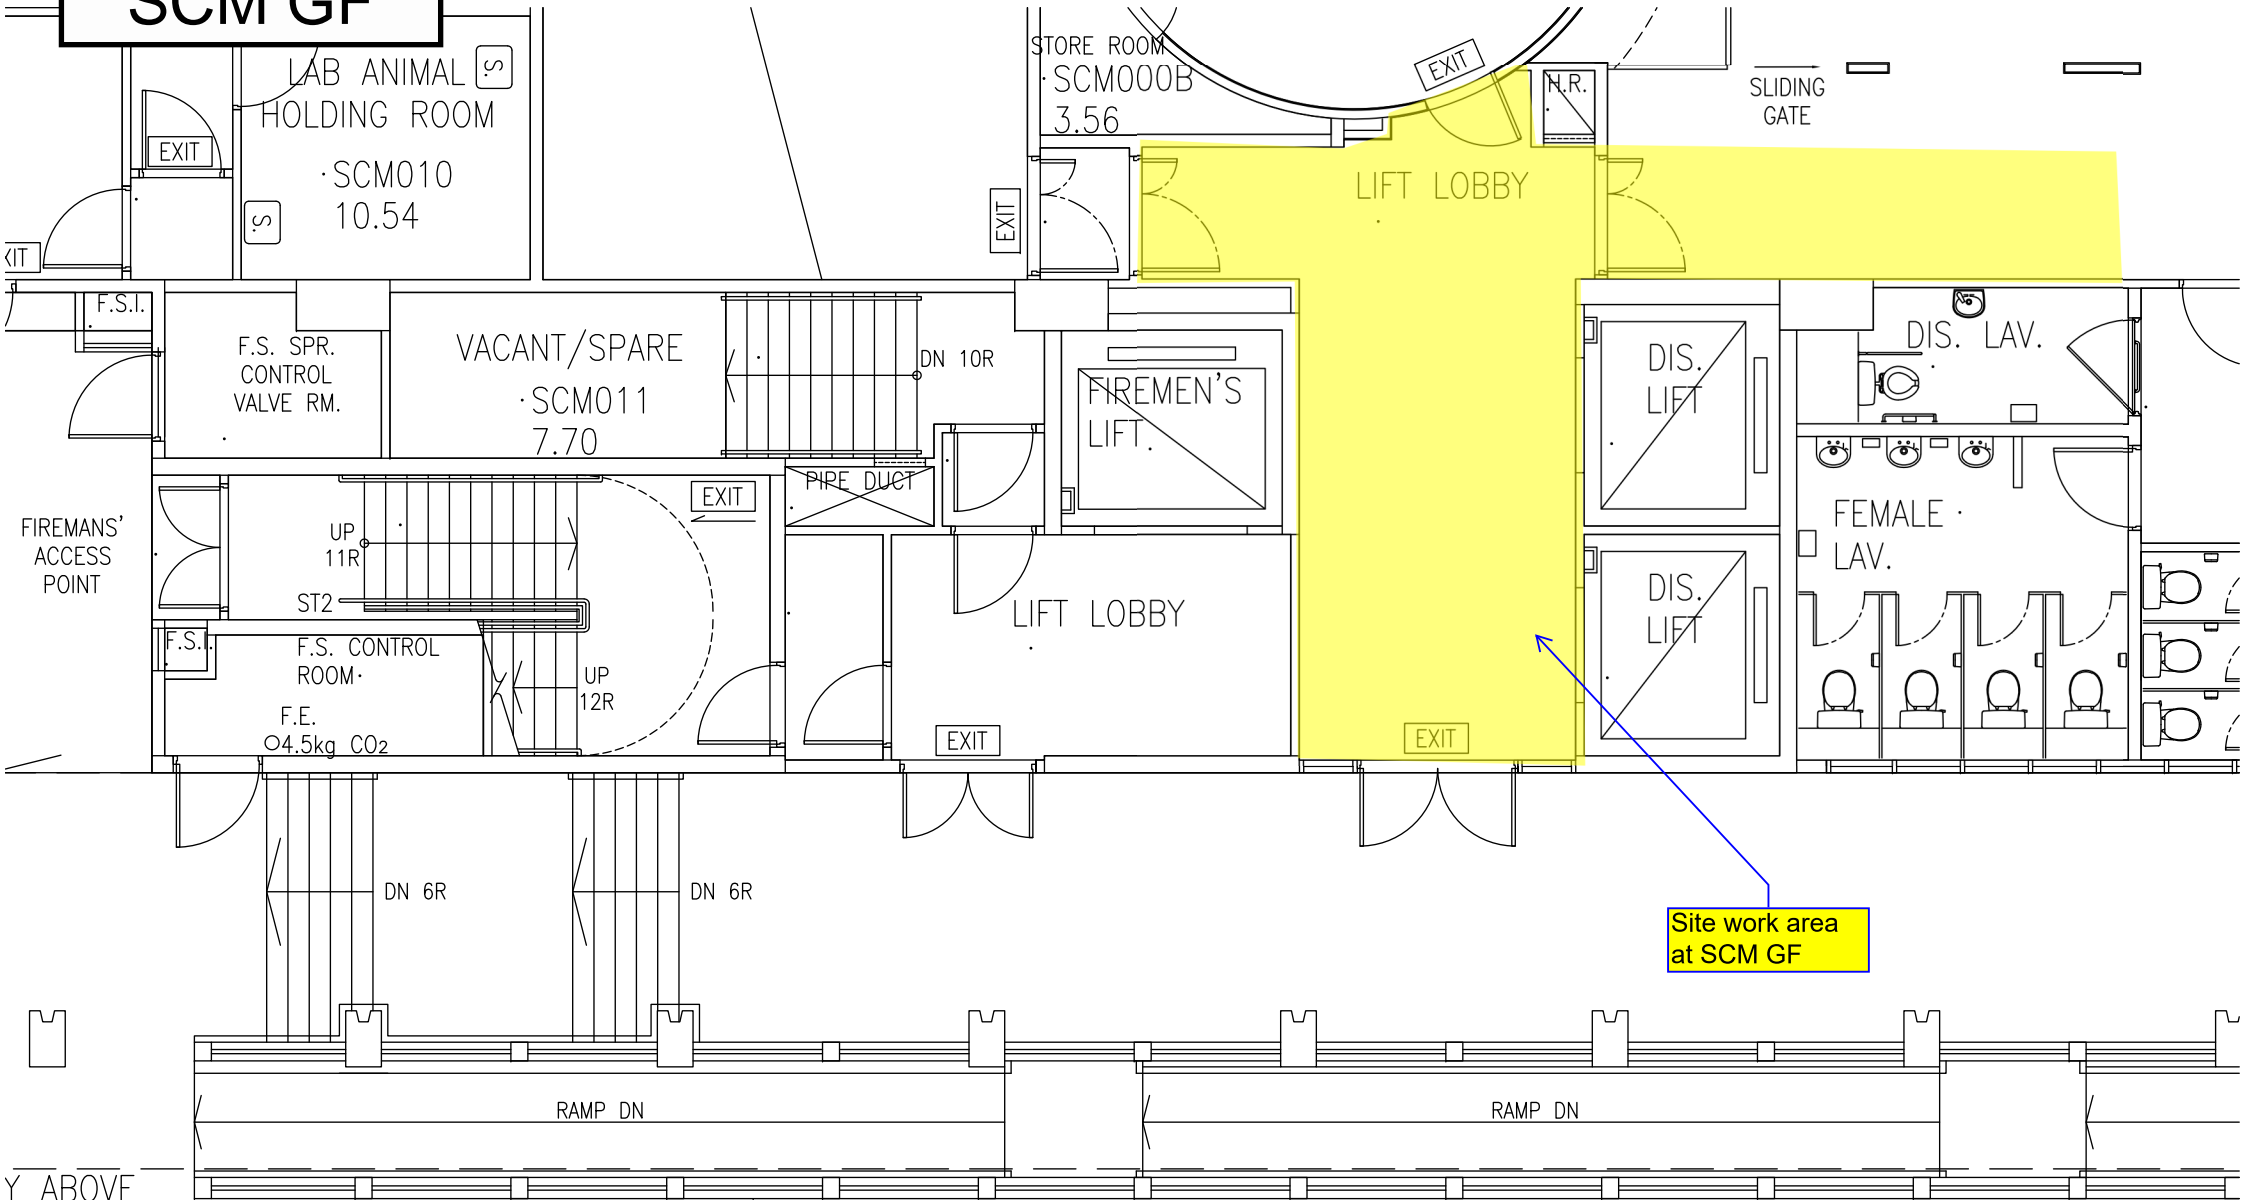 SCM GF
STORE ROOM
SCM000B
3.56
EXIT
H.R.
SLIDING
GATE
LAB ANIMAL
HOLDING ROOM
SCM010
10.54
S.
S.
EXIT
EXIT
LIFT LOBBY
F.S.I.
F.S. SPR.
CONTROL
VALVE RM.
VACANT/SPARE
SCM011
7.70
DN 10R
FIREMEN'S
LIFT
DIS.
LIFT
DIS. LAV.
PIPE DUCT
EXIT
FIREMANS'
ACCESS
POINT
UP
11R
ST2
FEMALE
LAV.
LIFT LOBBY
DIS.
LIFT
F.S.I.
F.S. CONTROL
ROOM
UP
12R
F.E.
4.5kg CO2
EXIT
EXIT
DN 6R
DN 6R
Site work area
at SCM GF
RAMP DN
RAMP DN
Y ABOVE